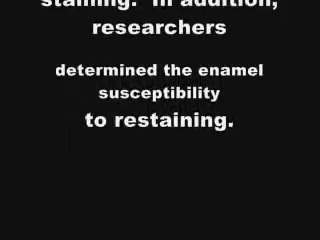 staining. In addition,
researchers
determined the enamel
susceptibility
to restaining.